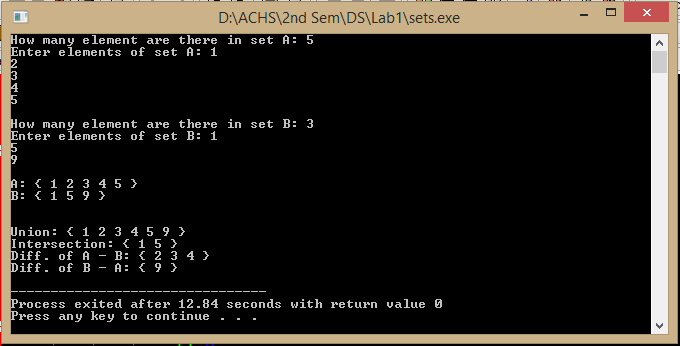 D:\ACHS\2nd Sem\DS\Lab1\sets.exe
How many element are there in set A: 5
Enter elements of set A: 1
2
3
4
5
How many element are there in set B: 3
Enter elements of set B: 1
5
9
A: { 1 2 3 4 5 }
B: { 1 5 9 }
Union: { 1 2 3 4 5 9 }
Intersection: { 1 5 }
Diff. of A - B: { 2 3 4 }
Diff. of B - A: { 9 }
--------------------------------
Process exited after 12.84 seconds with return value 0
Press any key to continue . . .